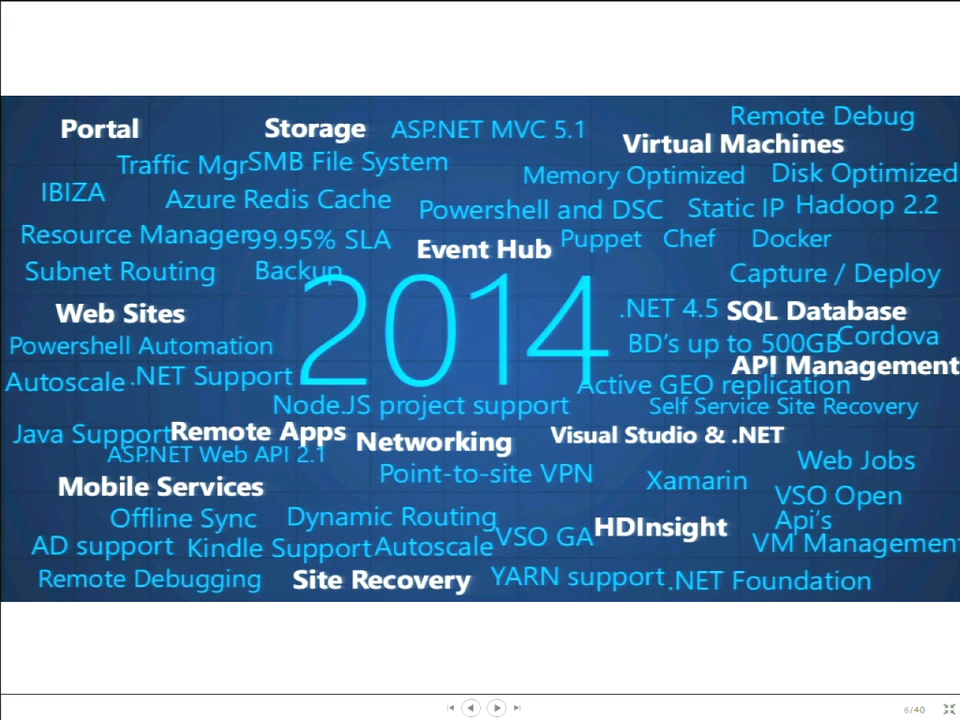 Remote Debug
Portal
Storage
ASP.NET MVC 5.1
Virtual Machines
Traffic Mgr
SMB File System
Memory Optimized
Disk Optimized
IBIZA
Azure Redis Cache
Powershell and DSC
Static IP
Hadoop 2.2
Resource Manager
99.95% SLA
Event Hub
Puppet
Chef
Docker
Subnet Routing
Backup
Capture / Deploy
2014
Web Sites
.NET 4.5
SQL Database
Powershell Automation
BD's up to 500GB
Cordova
API Management
Autoscale
.NET Support
Active GEO replication
Node.JS project support
Self Service Site Recovery
Java Support
Remote Apps
Networking
Visual Studio & .NET
ASP.NET Web API 2.1
Point-to-site VPN
Web Jobs
Mobile Services
Xamarin
VSO Open
Api's
Offline Sync
Dynamic Routing
HDInsight
AD support
Kindle Support
Autoscale
VSO GA
VM Management
Remote Debugging
Site Recovery
YARN support
.NET Foundation
6/40